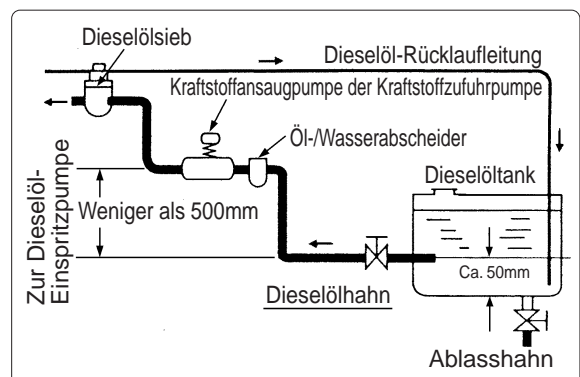 Dieselölsieb
Dieselöl-Rücklaufleitung
Kraftstoffansaugpumpe der Kraftstoffzufuhrpumpe
Öl-/Wasserabscheider
Dieselöltank
Zur Dieselöl-
Einspritzpumpe
Weniger als 500mm
Ca. 50mm
Dieselölhahn
Ablasshahn